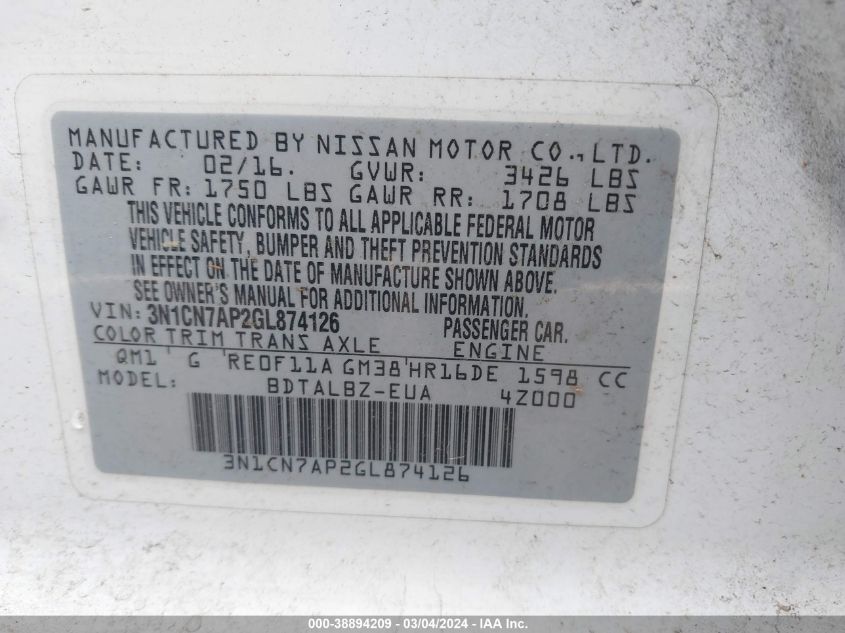 MANUFACTURED BY NISSAN MOTOR CO., LTD.
DATE: 02/16. GVWR: 3426 LBS
GAWR FR: 1750 LBS GAWR RR: 1708 LBS
THIS VEHICLE CONFORMS TO ALL APPLICABLE FEDERAL MOTOR
VEHICLE SAFETY, BUMPER AND THEFT PREVENTION STANDARDS
IN EFFECT ON THE DATE OF MANUFACTURE SHOWN ABOVE.
SEE OWNER'S MANUAL FOR ADDITIONAL INFORMATION.
VIN: 3N1CN7AP2GL874126 PASSENGER CAR.
COLOR TRIM TRANS AXLE ENGINE
QM1 ' G 'RE0F11A GM38'HR16DE 1598 CC
MODEL: BDTALBZ-EUA 4Z000
3N1CN7AP2GL874126
000-38894209 - 03/04/2024 - IAA Inc.